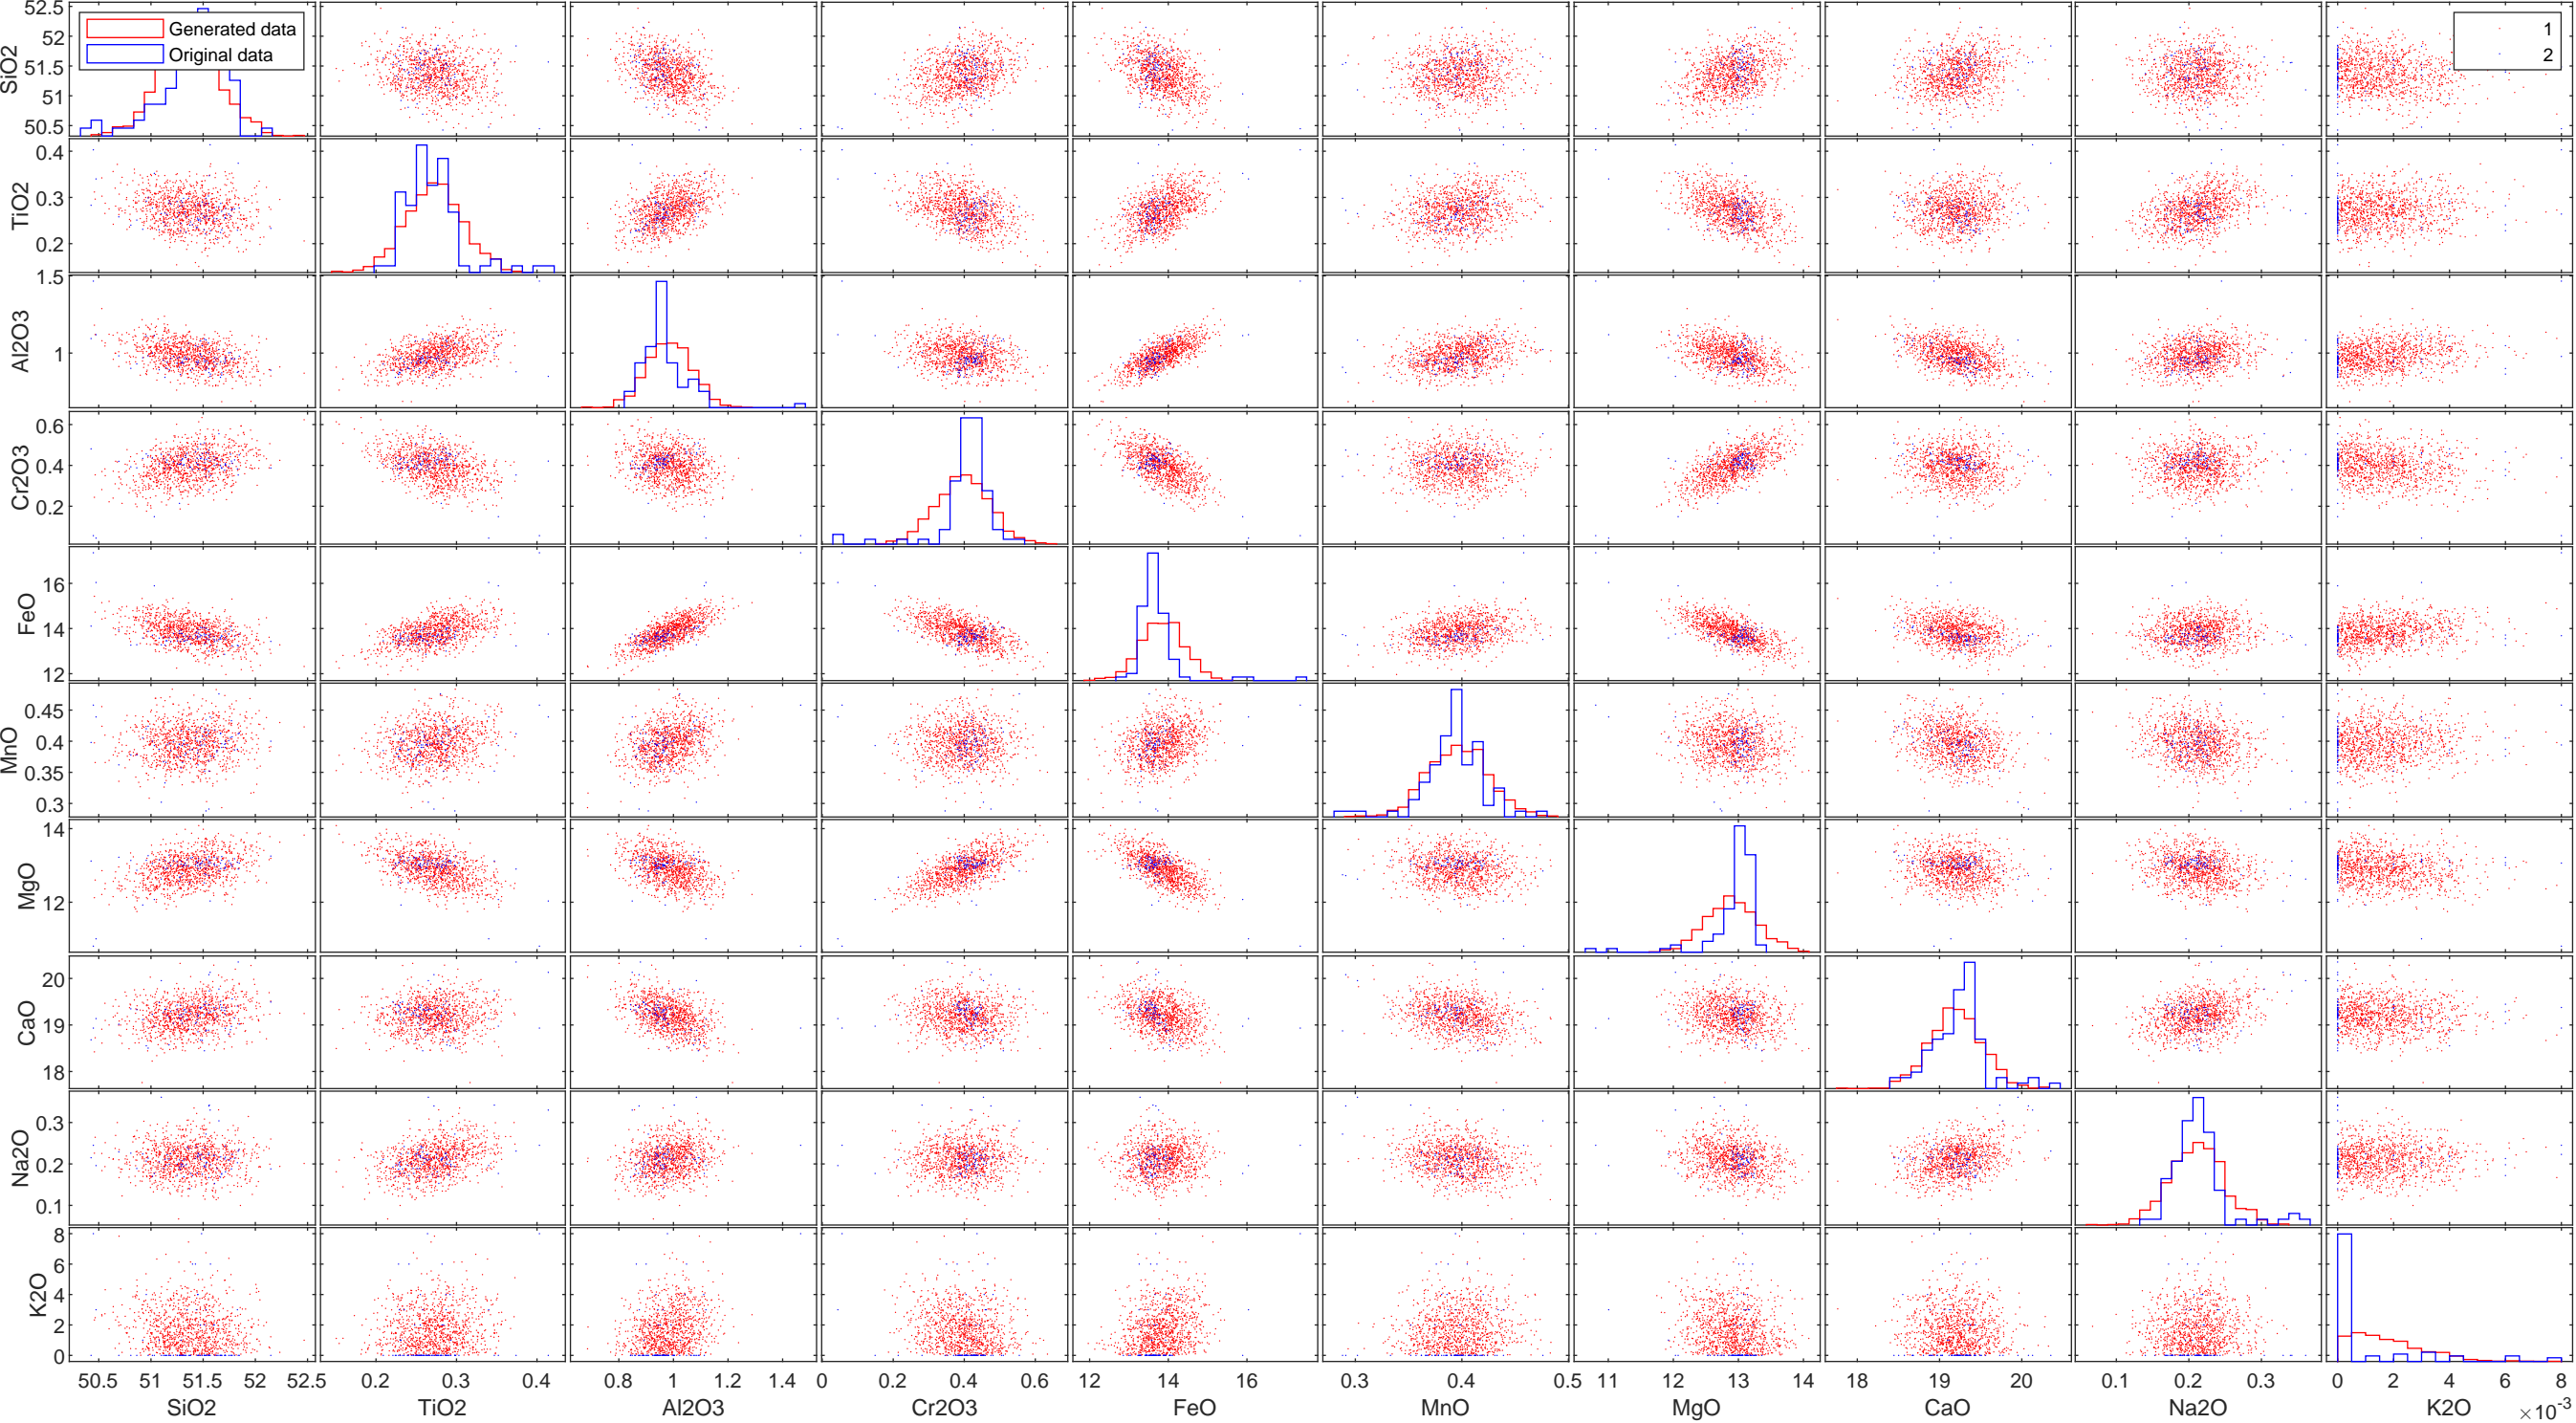 Generated data
Original data
1
2
SiO2
52.5
52
51.5
51
50.5
TiO2
0.4
0.3
0.2
Al2O3
1.5
1
Cr2O3
0.6
0.4
0.2
FeO
16
14
12
MnO
0.45
0.4
0.35
0.3
MgO
14
12
CaO
20
19
18
Na2O
0.3
0.2
0.1
K2O
8
6
4
2
0
50.5 51 51.5 52 52.5 0.2 0.3 0.4 0.8 1 1.2 1.4 0 0.2 0.4 0.6 12 14 16 0.3 0.4 0.5 11 12 13 14 18 19 20 0.1 0.2 0.3 0 2 4 6 8
SiO2 TiO2 Al2O3 Cr2O3 FeO MnO MgO CaO Na2O K2O ×10-3